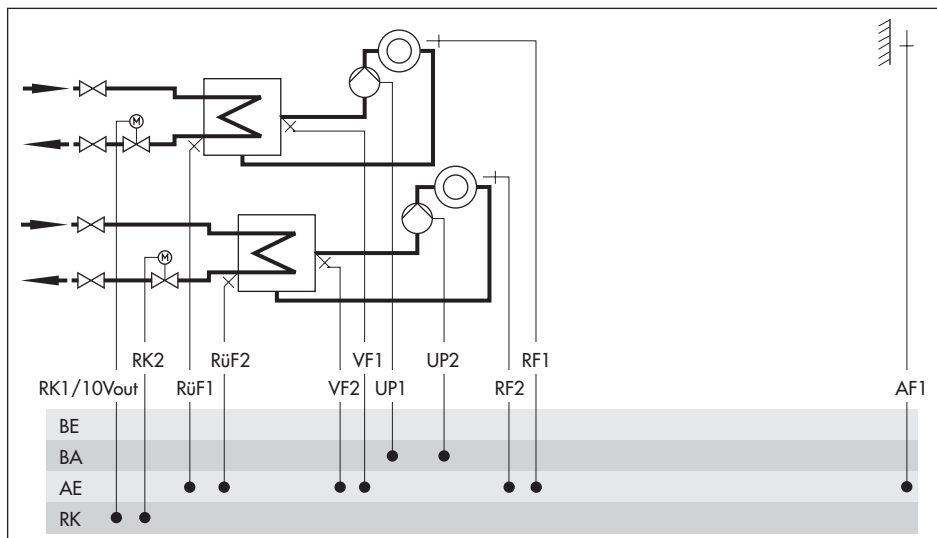 M
M
RK2 RüF2 VF1 UP2 RF1
RK1/10Vout RüF1 VF2 UP1 RF2 AF1
BE
BA
AE
RK